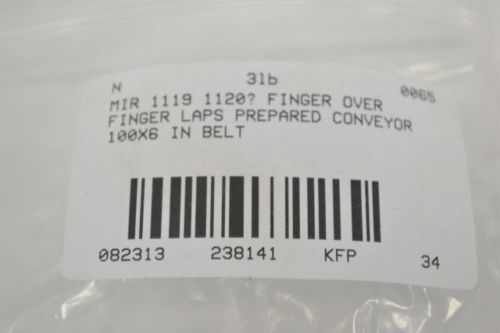 N 31b 0065
MIR 1119 1120? FINGER OVER
FINGER LAPS PREPARED CONVEYOR
100X6 IN BELT
082313 238141 KFP 34